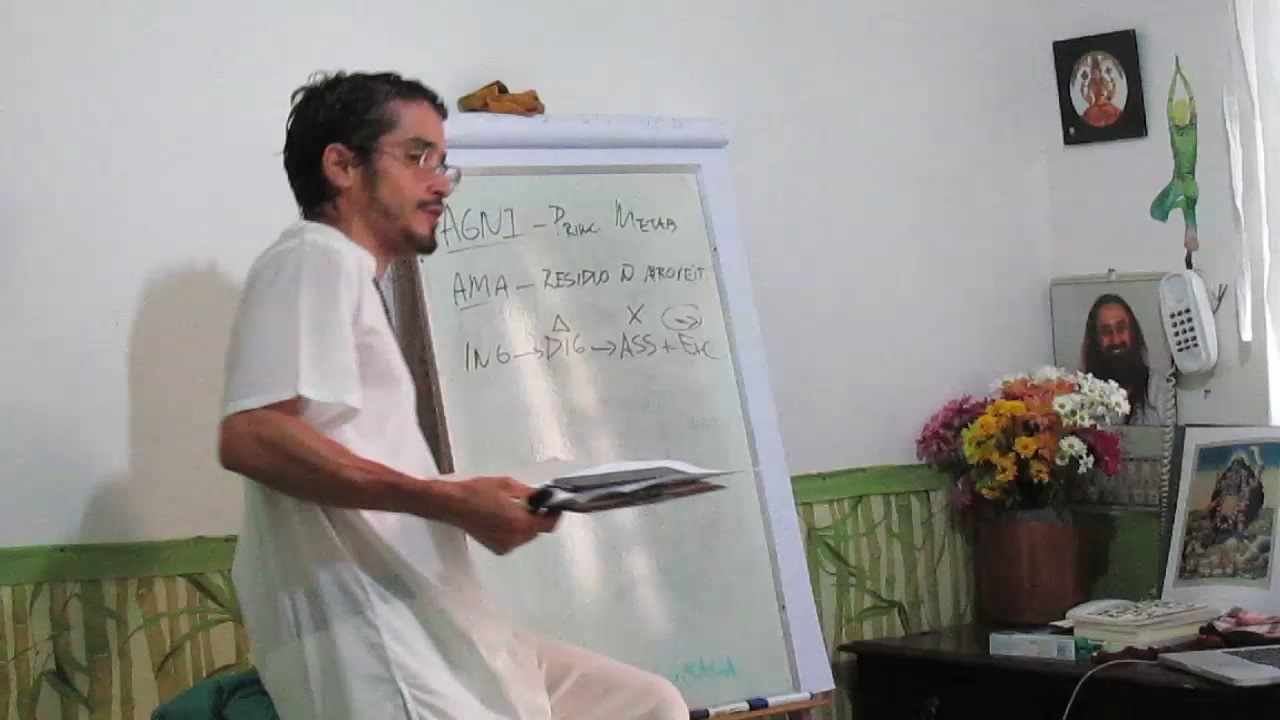 AGNI - PRINC. METAB
AMA - RESIDUO Ñ APROVEIT
△ X →
ING → DIG → ASS + EXC